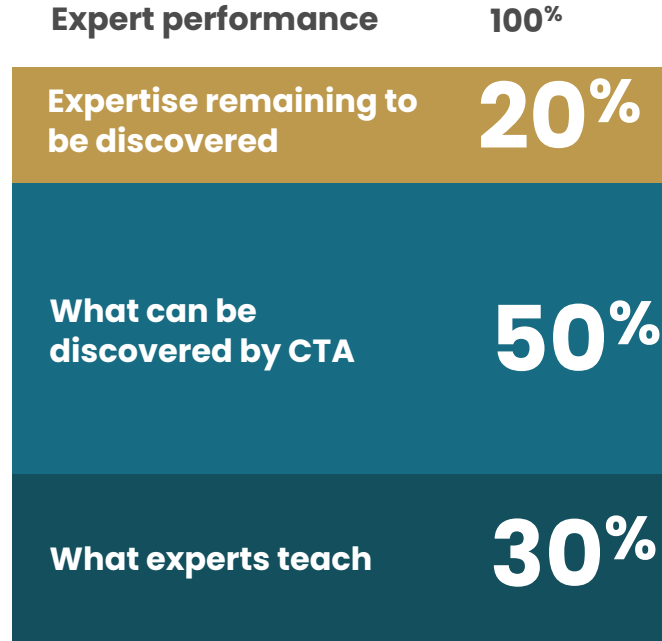 Expert performance 100%
Expertise remaining to
be discovered
20%
What can be
discovered by CTA
50%
What experts teach 30%